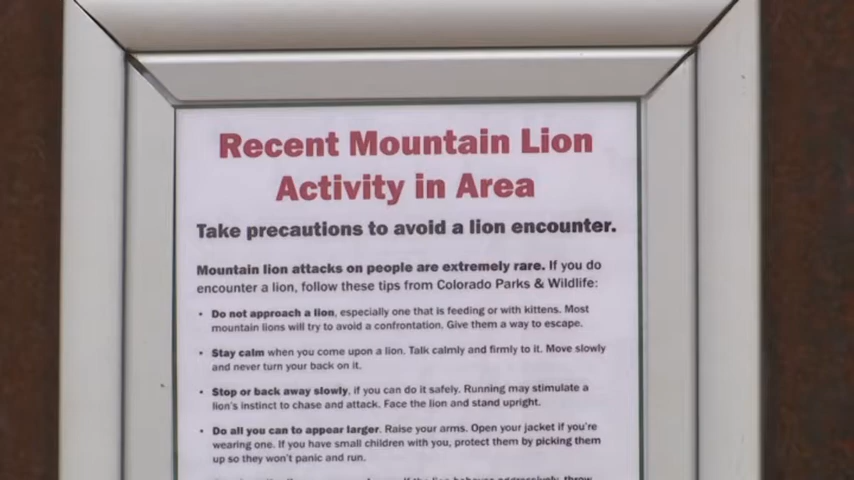 Recent Mountain Lion
Activity in Area
Take precautions to avoid a lion encounter.
Mountain lion attacks on people are extremely rare. If you do
encounter a lion, follow these tips from Colorado Parks & Wildlife:
• Do not approach a lion, especially one that is feeding or with kittens. Most
mountain lions will try to avoid a confrontation. Give them a way to escape.
• Stay calm when you come upon a lion. Talk calmly and firmly to it. Move slowly
and never turn your back on it.
• Stop or back away slowly, if you can do it safely. Running may stimulate a
lion's instinct to chase and attack. Face the lion and stand upright.
• Do all you can to appear larger. Raise your arms. Open your jacket if you're
wearing one. If you have small children with you, protect them by picking them
up so they won't panic and run.
If the lion behaves aggressively, throw